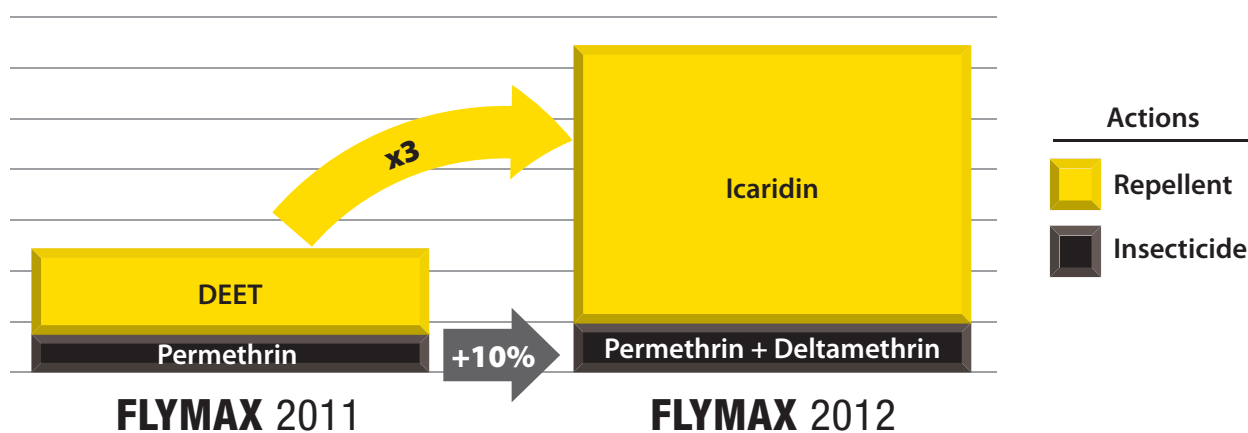 x3
Icaridin
DEET
Permethrin
+10%
Permethrin + Deltamethrin
FLYMAX 2011
FLYMAX 2012
Actions
Repellent
Insecticide